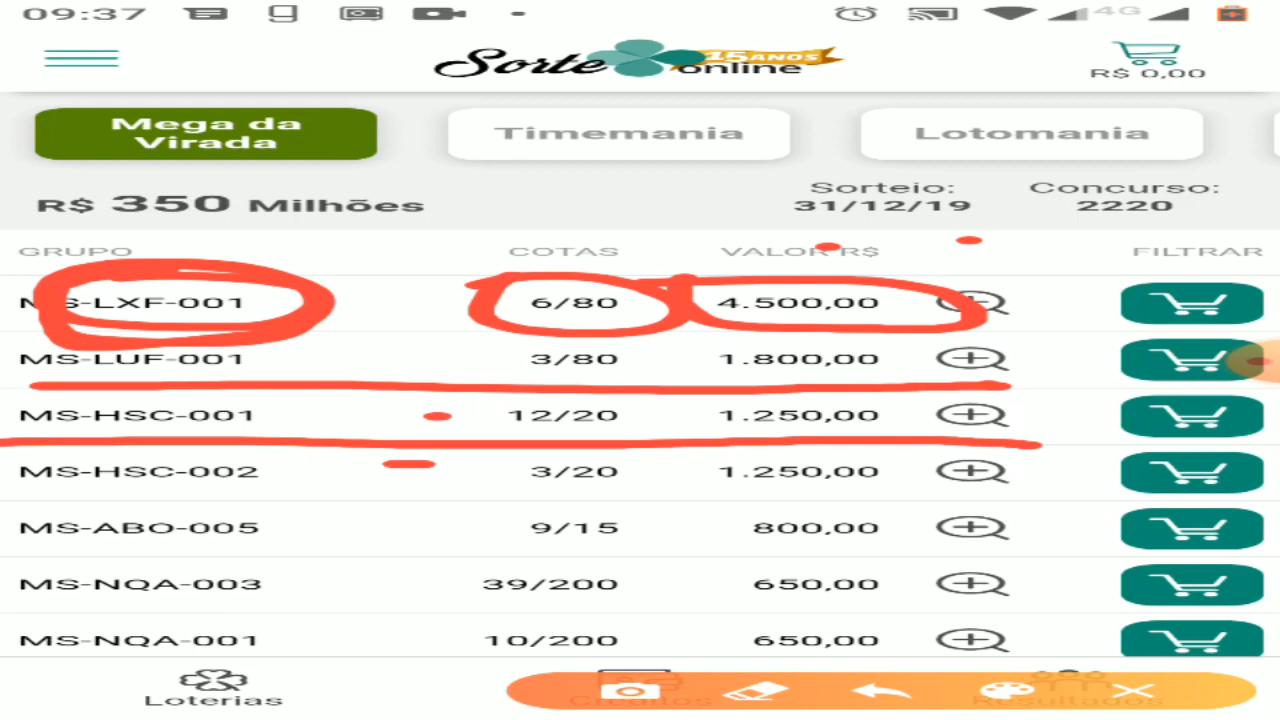 09:37
4G
Sorte online 15 ANOS
R$ 0,00
Mega da Virada
Timemania
Lotomania
R$ 350 Milhões
Sorteio: 31/12/19
Concurso: 2220
GRUPO COTAS VALOR R$ FILTRAR
MS-LXF-001 6/80 4.500,00
MS-LUF-001 3/80 1.800,00
MS-HSC-001 12/20 1.250,00
MS-HSC-002 3/20 1.250,00
MS-ABO-005 9/15 800,00
MS-NQA-003 39/200 650,00
MS-NQA-001 10/200 650,00
Loterias Créditos Resultados